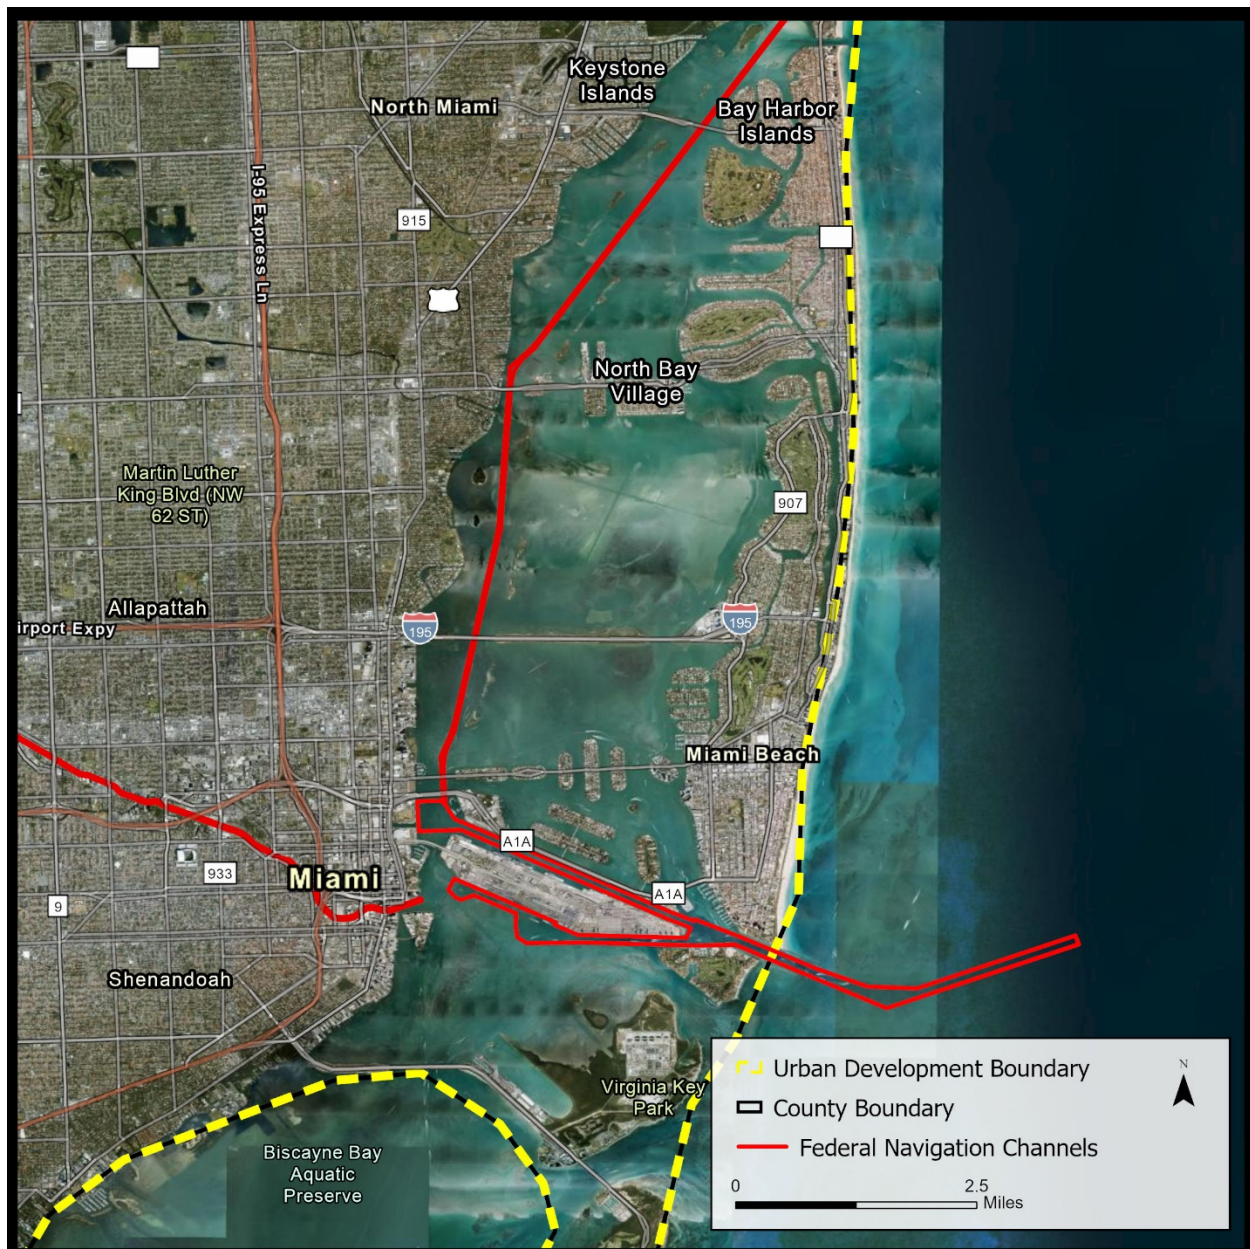 Keystone
Islands
North Miami
Bay Harbor
Islands
I-95 Express Ln
915
North Bay
Village
Martin Luther
King Blvd (NW
62 ST)
907
Allapattah
irport Expy
195
195
Miami Beach
A1A
933
Miami
A1A
9
Shenandoah
Virginia Key
Park
Biscayne Bay
Aquatic
Preserve
Urban Development Boundary
County Boundary
Federal Navigation Channels
N
0 2.5
Miles